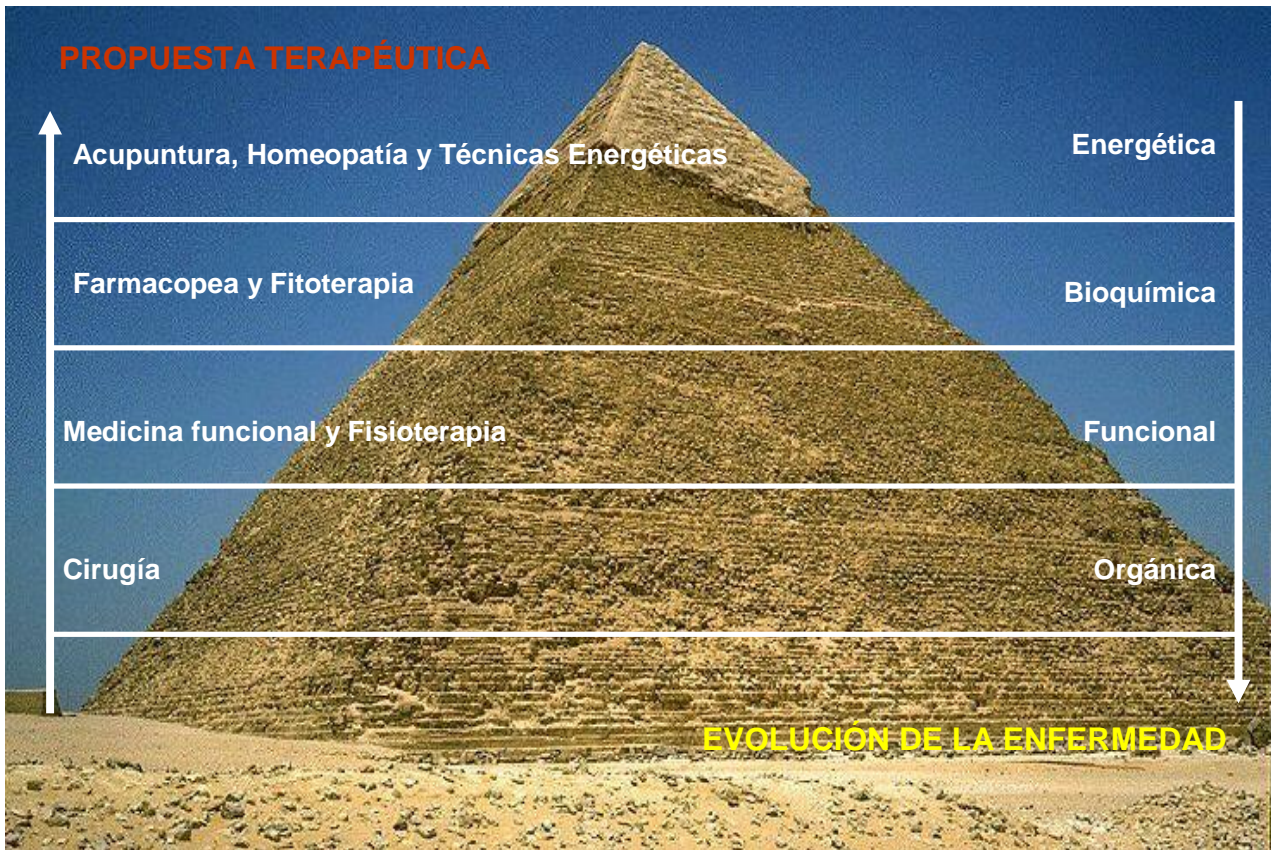 PROPUESTA TERAPÉUTICA
Acupuntura, Homeopatía y Técnicas Energéticas
Energética
Farmacopea y Fitoterapia
Bioquímica
Medicina funcional y Fisioterapia
Funcional
Cirugía
Orgánica
EVOLUCIÓN DE LA ENFERMEDAD